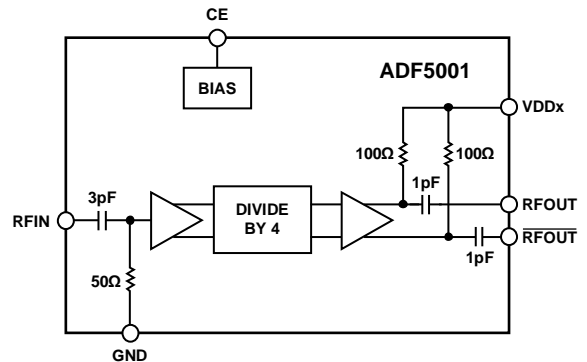 CE
ADF5001
BIAS
VDDx
100Ω
100Ω
1pF
3pF
RFIN
DIVIDE
BY 4
RFOUT
RFOUT
1pF
50Ω
GND